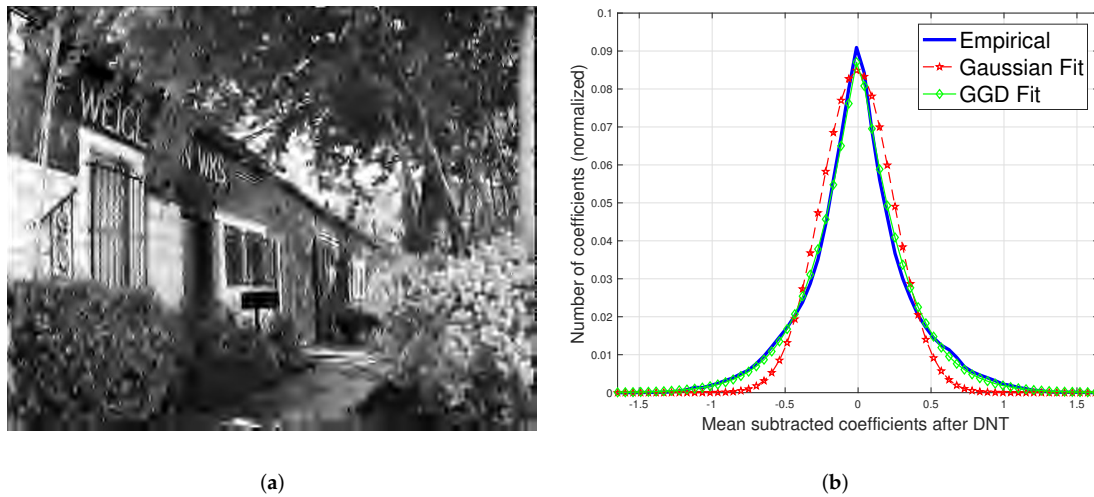 WEIGL
0.1
0.09
0.08
0.07
0.06
0.05
0.04
0.03
0.02
0.01
0
Number of coefficients (normalized)
Empirical
Gaussian Fit
GGD Fit
-1.5
-1
-0.5
0
0.5
1
1.5
Mean subtracted coefficients after DNT
(a)
(b)